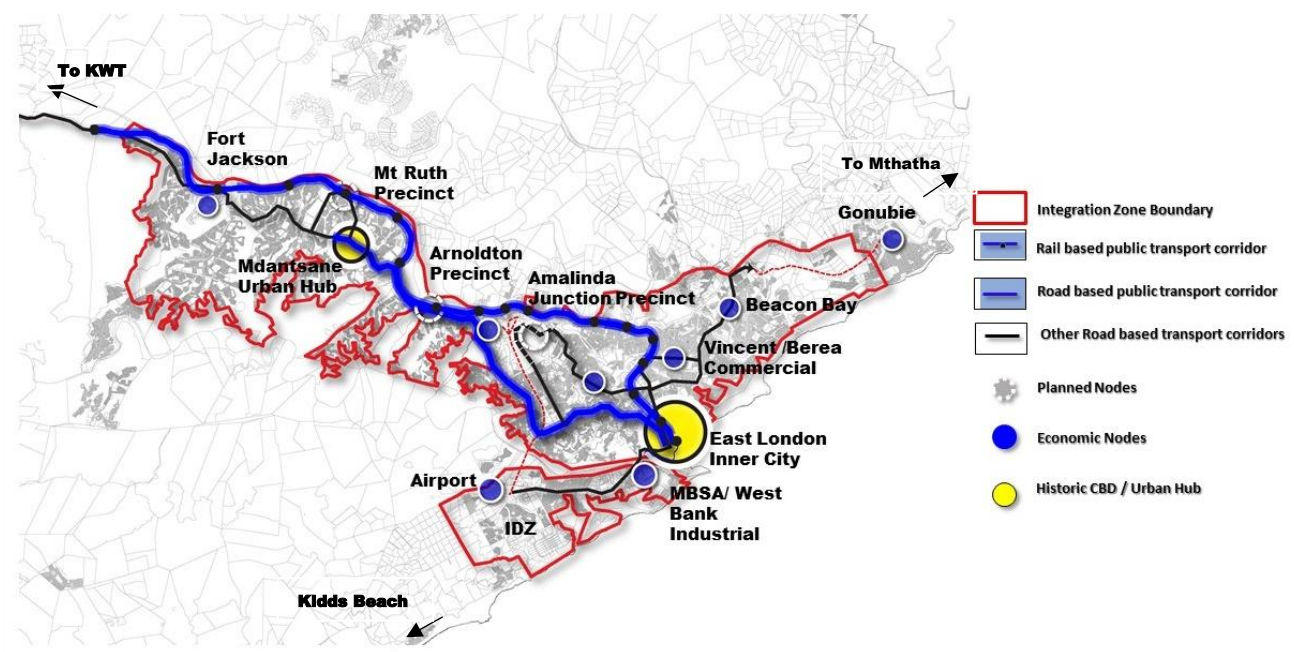 To KWT
Fort
Jackson
Mt Ruth
Precinct
To Mthatha
Gonubie
Mdantsane
Urban Hub
Arnoldton
Precinct
Amalinda
Junction Precinct
Beacon Bay
Vincent /Berea
Commercial
East London
Inner City
Airport
MBSA/ West
Bank
Industrial
IDZ
Kidds Beach
Integration Zone Boundary
Rail based public transport corridor
Road based public transport corridor
Other Road based transport corridors
Planned Nodes
Economic Nodes
Historic CBD / Urban Hub